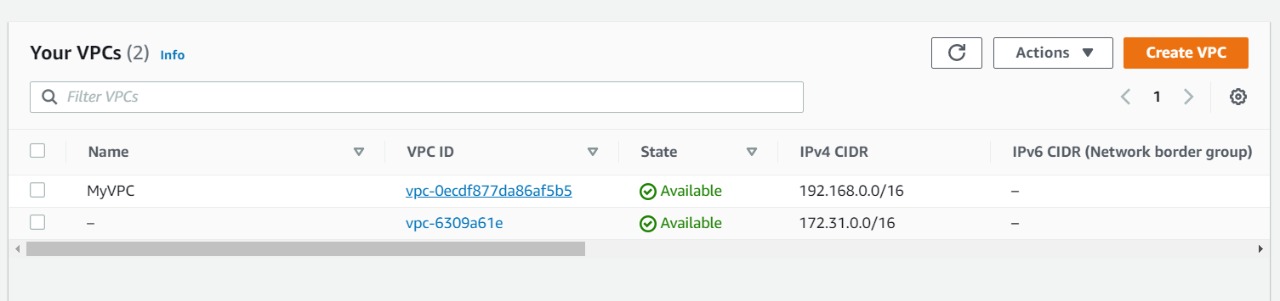 Your VPCs (2) Info Actions Create VPC
Filter VPCs 1
Name VPC ID State IPv4 CIDR IPv6 CIDR (Network border group)
MyVPC vpc-0ecdf877da86af5b5 Available 192.168.0.0/16 –
– vpc-6309a61e Available 172.31.0.0/16 –